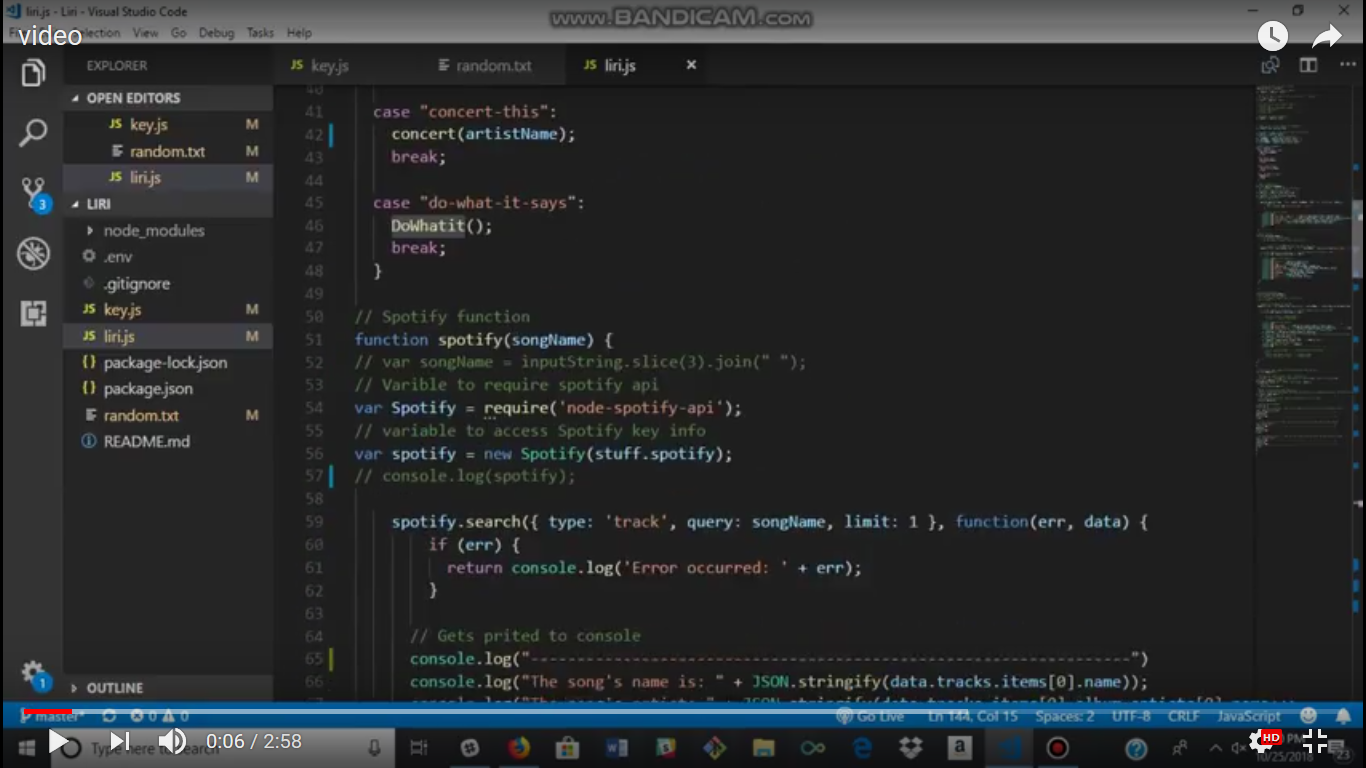 liri.js - Liri - Visual Studio Code
www.BANDICAM.com
video
Selection View Go Debug Tasks Help
EXPLORER
JS key.js
random.txt
JS liri.js
OPEN EDITORS
JS key.js M
random.txt M
JS liri.js M
3
LIRI
node_modules
.env
.gitignore
JS key.js M
JS liri.js M
{} package-lock.json
{} package.json
random.txt M
README.md
OUTLINE
1
40
41 case "concert-this":
42 concert(artistName);
43 break;
44
45 case "do-what-it-says":
46 DoWhatit();
47 break;
48 }
49
50 // Spotify function
51 function spotify(songName) {
52 // var songName = inputString.slice(3).join(" ");
53 // Varible to require spotify api
54 var Spotify = require('node-spotify-api');
55 // variable to access Spotify key info
56 var spotify = new Spotify(stuff.spotify);
57 // console.log(spotify);
58
59 spotify.search({ type: 'track', query: songName, limit: 1 }, function(err, data) {
60 if (err) {
61 return console.log('Error occurred: ' + err);
62 }
63
64 // Gets prited to console
65 console.log("------------------------------------------------------------------")
66 console.log("The song's name is: " + JSON.stringify(data.tracks.items[0].name));
master* 0 0 Go Live Ln 144, Col 15 Spaces: 2 UTF-8 CRLF JavaScript
Type here to search
0:06 / 2:58
HD
PM
10/25/2018
23